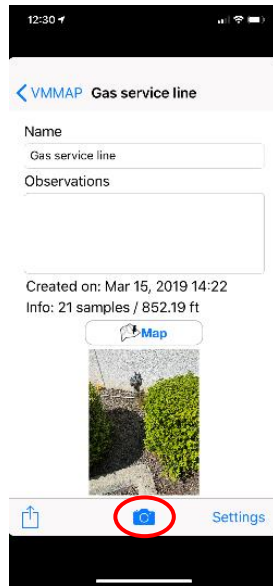 12:30
VMMAP Gas service line
Name
Gas service line
Observations
Created on: Mar 15, 2019 14:22
Info: 21 samples / 852.19 ft
Map
Settings